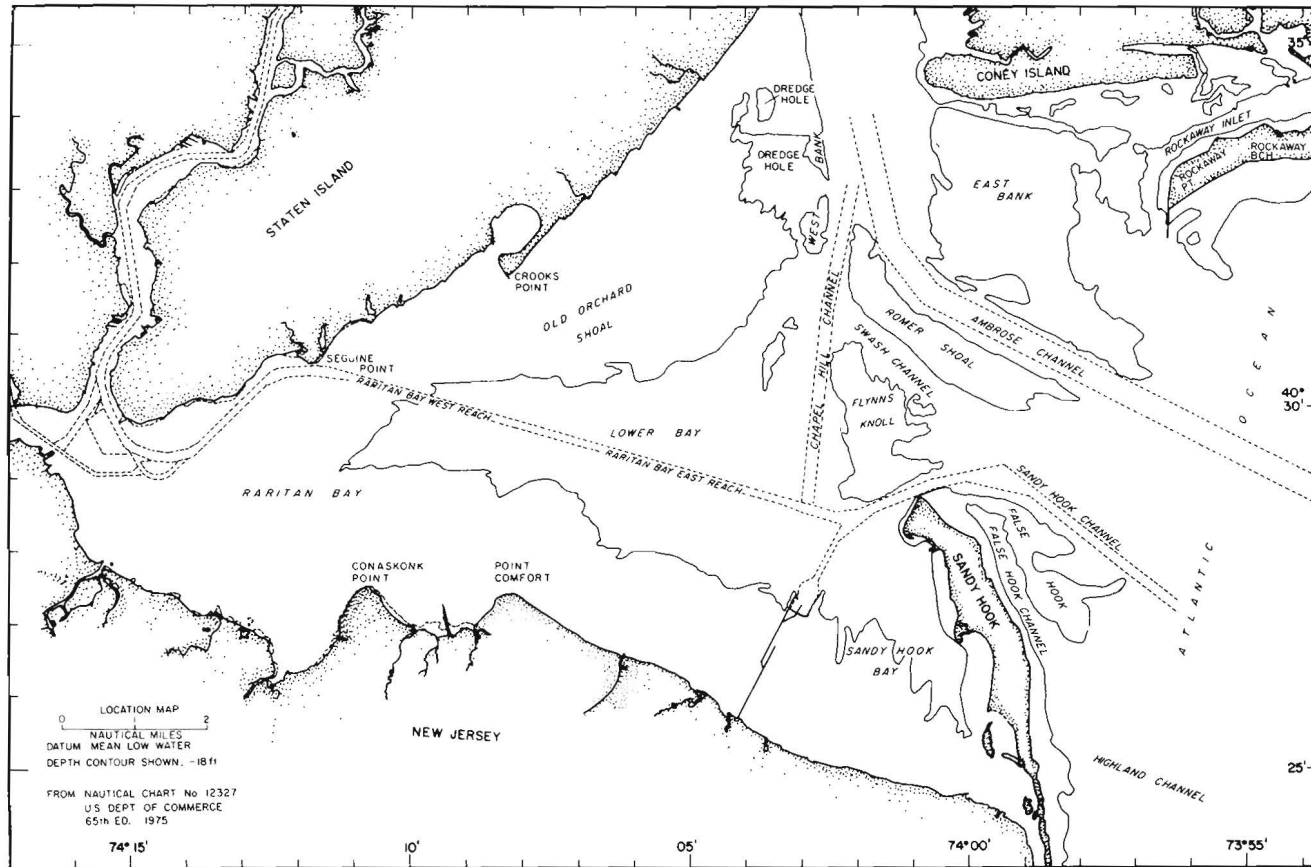 DREDGE
HOLE
DREDGE
HOLE
BANK
WEST
CONEY ISLAND
35'
ROCKAWAY INLET
ROCKAWAY
PT.
ROCKAWAY
BCH.
EAST
BANK
STATEN ISLAND
CROOKS
POINT
OLD ORCHARD
SHOAL
SEGUINE
POINT
CHAPEL HILL CHANNEL
ROMER
SHOAL
SWASH CHANNEL
AMBROSE CHANNEL
FLYNNS
KNOLL
ATLANTIC OCEAN
40°
30'
RARITAN BAY WEST REACH
LOWER BAY
RARITAN BAY EAST REACH
RARITAN BAY
SANDY HOOK CHANNEL
FALSE
HOOK
FALSE HOOK CHANNEL
SANDY HOOK
CONASKONK
POINT
POINT
COMFORT
SANDY HOOK
BAY
NEW JERSEY
HIGHLAND CHANNEL
25'
LOCATION MAP
0 2
NAUTICAL MILES
DATUM MEAN LOW WATER
DEPTH CONTOUR SHOWN. -18 ft
FROM NAUTICAL CHART No 12327
US DEPT OF COMMERCE
65th ED. 1975
74° 15' 10' 05' 74° 00' 73° 55'